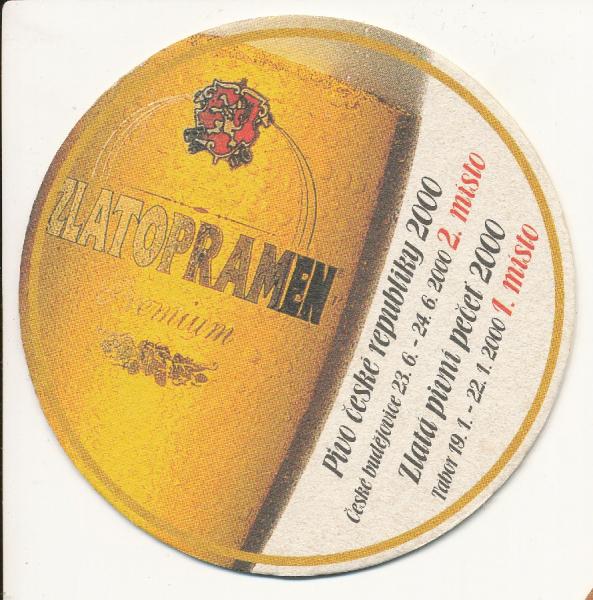 ZLATOPRAMEN
Premium
Pivo české republiky 2000
České budějovice 23. 6. - 24. 6. 2000 2. místo
Zlatá pivní pečeť 2000
Tábor 19. 1. - 22. 1. 2000 1. místo